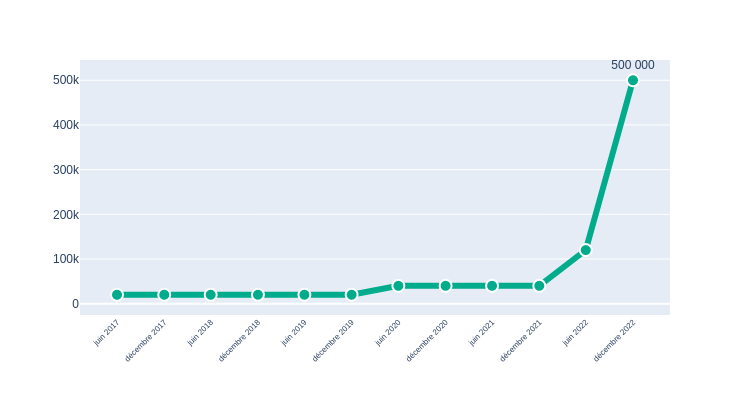 500 000
500k
400k
300k
200k
100k
0
juin 2017
décembre 2017
juin 2018
décembre 2018
juin 2019
décembre 2019
juin 2020
décembre 2020
juin 2021
décembre 2021
juin 2022
décembre 2022